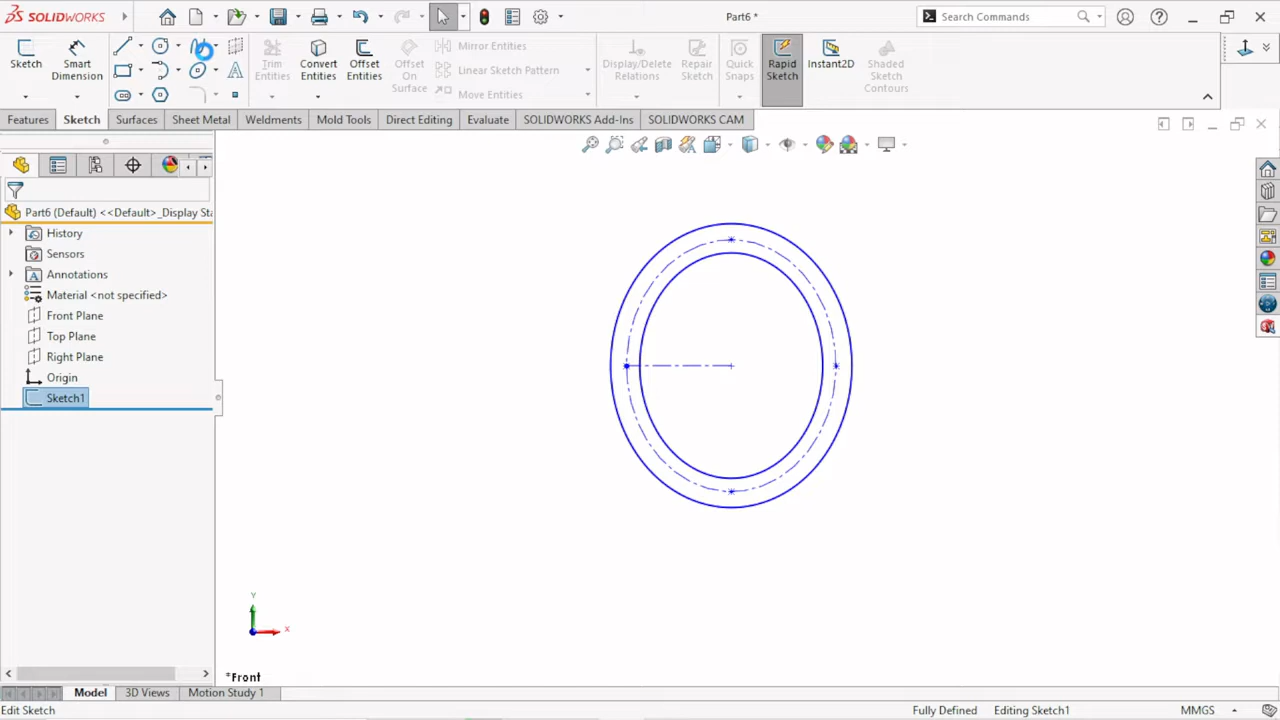 SOLIDWORKS
Part6 *
Search Commands
Sketch
Smart Dimension
Trim Entities
Convert Entities
Offset Entities
Offset On Surface
Mirror Entities
Linear Sketch Pattern
Move Entities
Display/Delete Relations
Repair Sketch
Quick Snaps
Rapid Sketch
Instant2D
Shaded Sketch Contours
Features Sketch Surfaces Sheet Metal Weldments Mold Tools Direct Editing Evaluate SOLIDWORKS Add-Ins SOLIDWORKS CAM
Part6 (Default) <<Default>_Display Sta
History
Sensors
Annotations
Material <not specified>
Front Plane
Top Plane
Right Plane
Origin
Sketch1
Y
X
*Front
Model 3D Views Motion Study 1
Edit Sketch
Fully Defined Editing Sketch1 MMGS